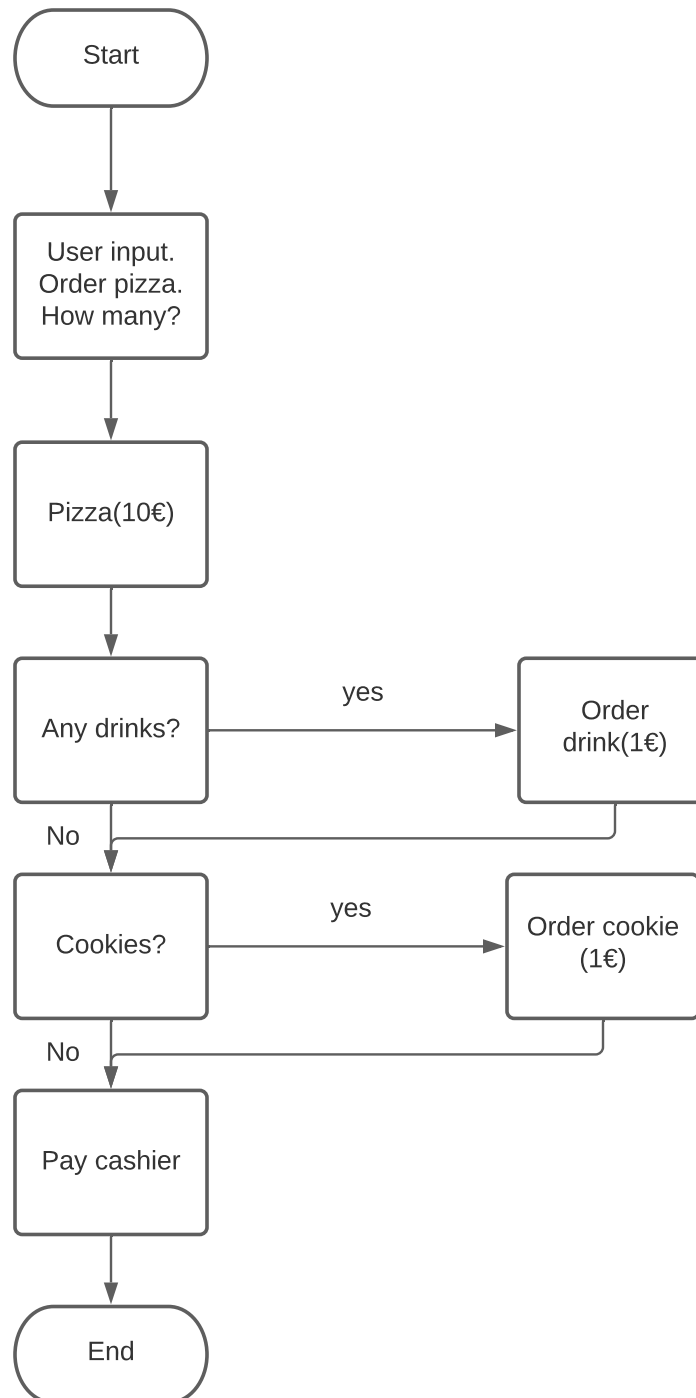 Start
User input.
Order pizza.
How many?
Pizza(10€)
Any drinks?
yes
Order
drink(1€)
No
Cookies?
yes
Order cookie
(1€)
No
Pay cashier
End